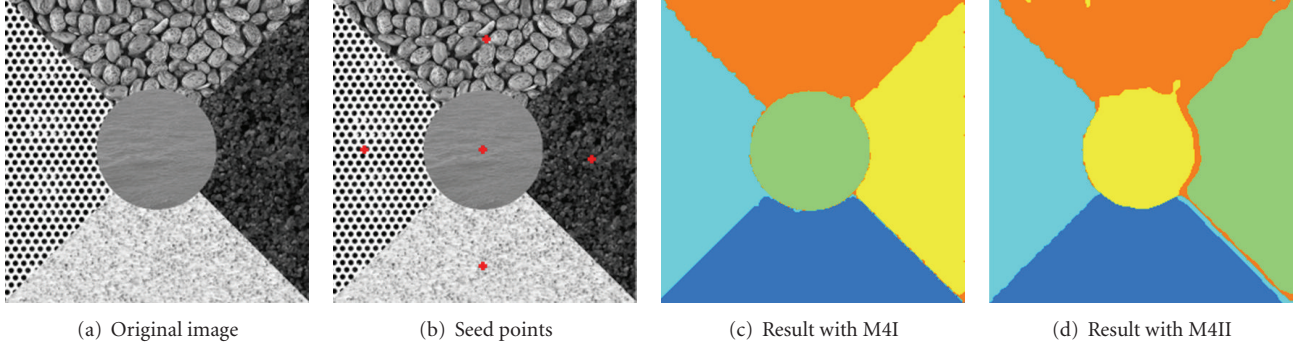 (a) Original image
(b) Seed points
(c) Result with M4I
(d) Result with M4II